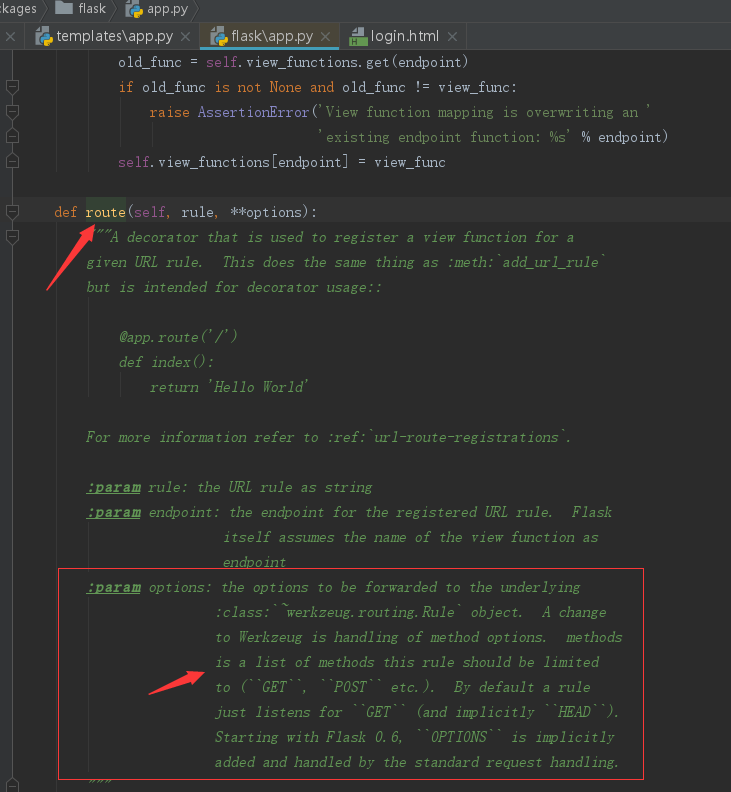 ckages flask app.py
templates\app.py flask\app.py login.html
old_func = self.view_functions.get(endpoint)
if old_func is not None and old_func != view_func:
raise AssertionError('View function mapping is overwriting an '
'existing endpoint function: %s' % endpoint)
self.view_functions[endpoint] = view_func
def route(self, rule, **options):
""A decorator that is used to register a view function for a
given URL rule.  This does the same thing as :meth:`add_url_rule`
but is intended for decorator usage::
@app.route('/')
def index():
return 'Hello World'
For more information refer to :ref:`url-route-registrations`.
:param rule: the URL rule as string
:param endpoint: the endpoint for the registered URL rule.  Flask
itself assumes the name of the view function as
endpoint
:param options: the options to be forwarded to the underlying
:class:`~werkzeug.routing.Rule` object.  A change
to Werkzeug is handling of method options.  methods
is a list of methods this rule should be limited
to (``GET``, ``POST`` etc.).  By default a rule
just listens for ``GET`` (and implicitly ``HEAD``).
Starting with Flask 0.6, ``OPTIONS`` is implicitly
added and handled by the standard request handling.
"""